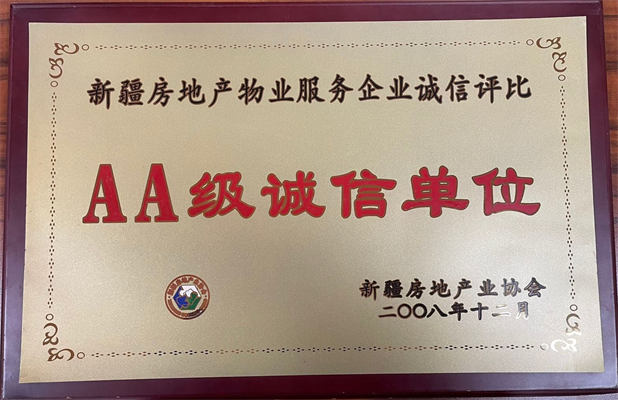 新疆房地产物业服务企业诚信评比
AA级诚信单位
新疆房地产业协会
二〇〇八年十二月